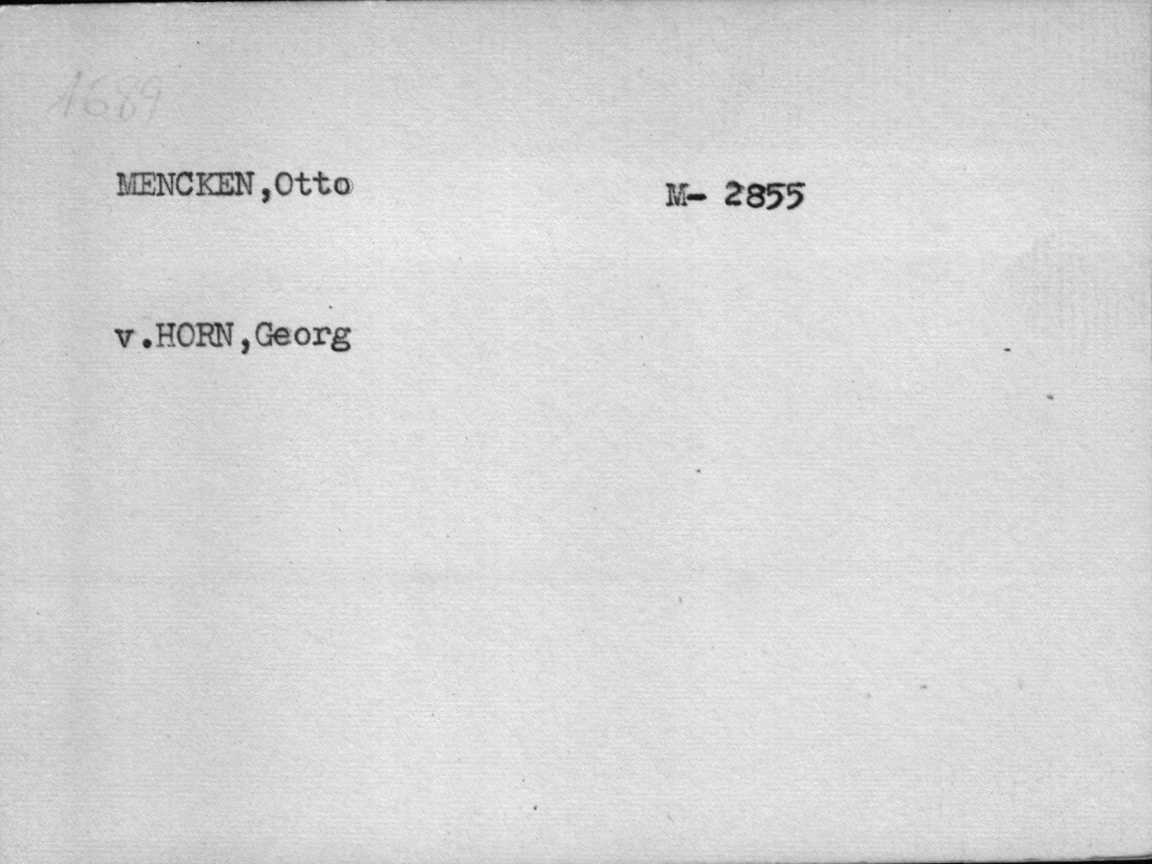 1689
MENCKEN,Otto M- 2855
v.HORN,Georg